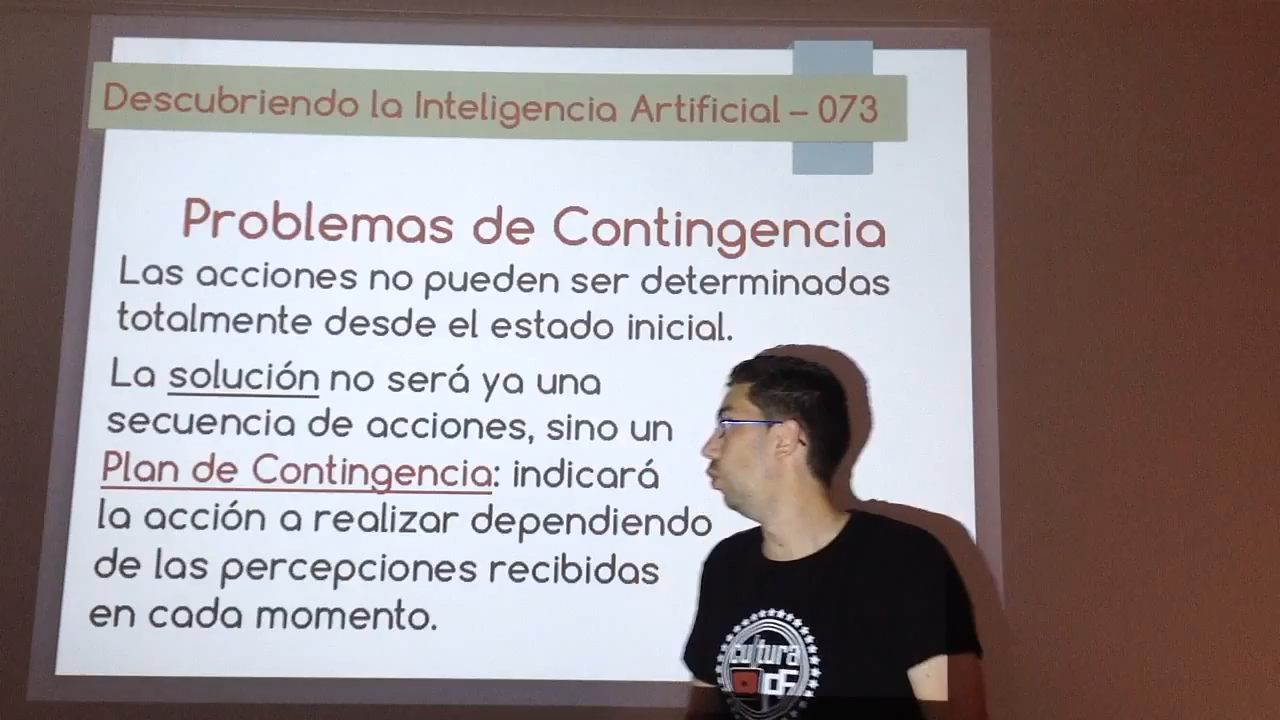 Descubriendo la Inteligencia Artificial – 073
Problemas de Contingencia
Las acciones no pueden ser determinadas
totalmente desde el estado inicial.
La solución no será ya una
secuencia de acciones, sino un
Plan de Contingencia: indicará
la acción a realizar dependiendo
de las percepciones recibidas
en cada momento.
cultura